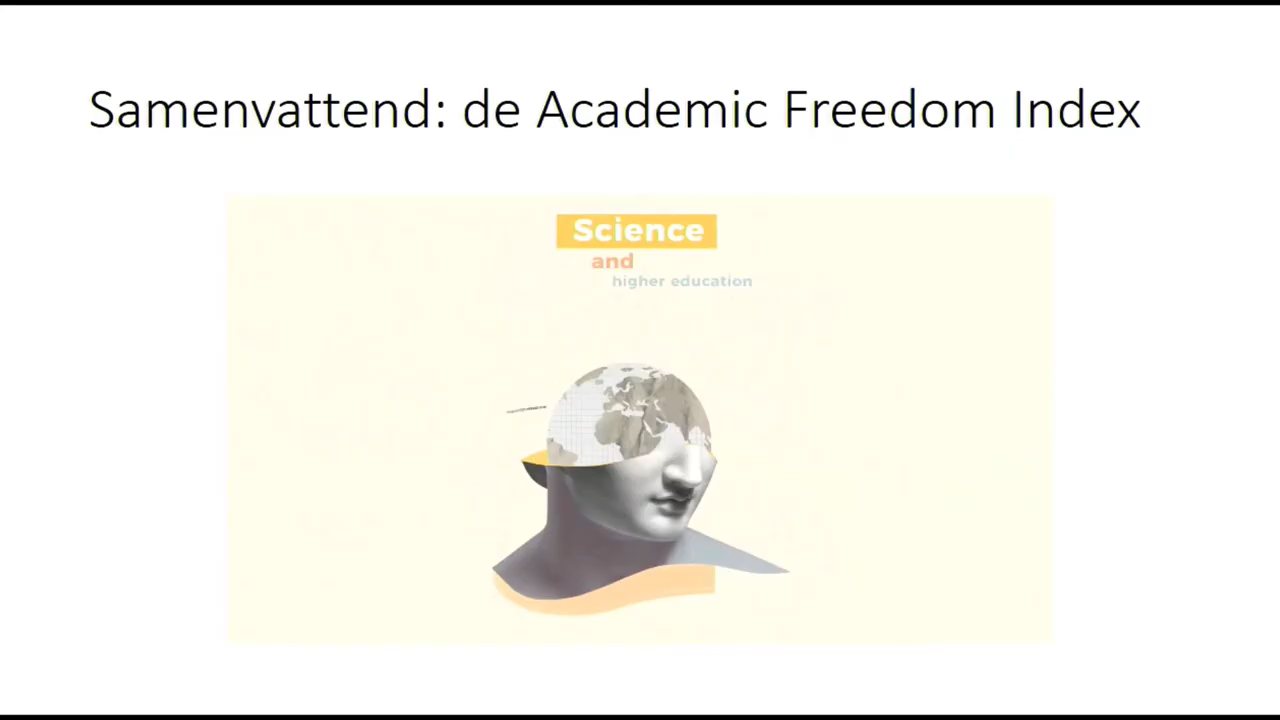 Samenvattend: de Academic Freedom Index
Science
and
higher education